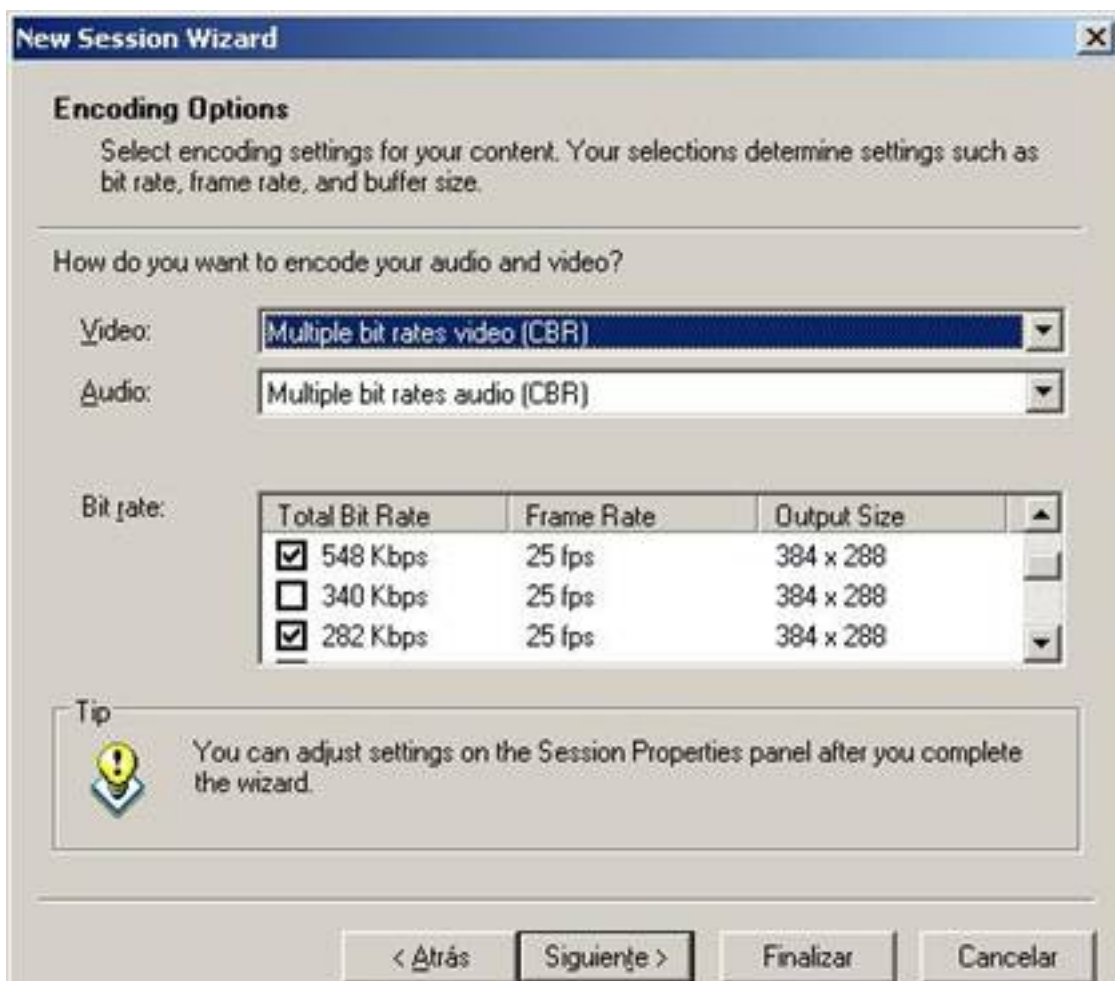 New Session Wizard
Encoding Options
Select encoding settings for your content. Your selections determine settings such as
bit rate, frame rate, and buffer size.
How do you want to encode your audio and video?
Video: Multiple bit rates video (CBR)
Audio: Multiple bit rates audio (CBR)
Bit rate: Total Bit Rate Frame Rate Output Size
548 Kbps 25 fps 384 x 288
340 Kbps 25 fps 384 x 288
282 Kbps 25 fps 384 x 288
Tip
You can adjust settings on the Session Properties panel after you complete
the wizard.
< Atrás Siguiente > Finalizar Cancelar